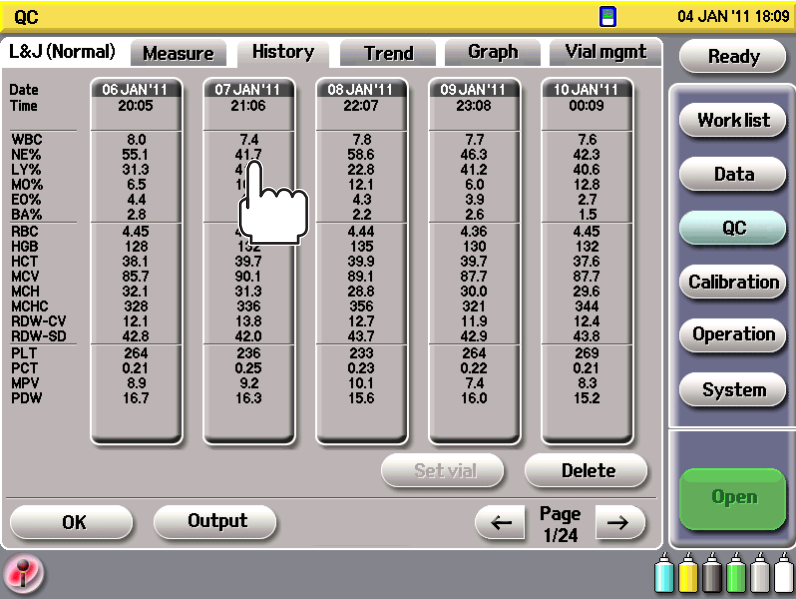 QC
04 JAN '11 18:09
L&J (Normal) Measure History Trend Graph Vial mgmt
Ready
Date 06 JAN'11 07 JAN'11 08 JAN'11 09 JAN'11 10 JAN'11
Time 20:05 21:06 22:07 23:08 00:09
WBC 8.0 7.4 7.8 7.7 7.6
NE% 55.1 41.7 58.6 46.3 42.3
LY% 31.3 22.8 41.2 40.6
MO% 6.5 12.1 6.0 12.8
EO% 4.4 4.3 3.9 2.7
BA% 2.8 2.2 2.6 1.5
RBC 4.45 4.44 4.36 4.45
HGB 128 132 135 130 132
HCT 38.1 39.7 39.9 39.7 37.6
MCV 85.7 90.1 89.1 87.7 87.7
MCH 32.1 31.3 28.8 30.0 29.6
MCHC 328 336 356 321 344
RDW-CV 12.1 13.8 12.7 11.9 12.4
RDW-SD 42.8 42.0 43.7 42.9 43.8
PLT 264 236 233 264 269
PCT 0.21 0.25 0.23 0.22 0.21
MPV 8.9 9.2 10.1 7.4 8.3
PDW 16.7 16.3 15.6 16.0 15.2
Set vial Delete
OK Output ← Page →
1/24
Work list
Data
QC
Calibration
Operation
System
Open